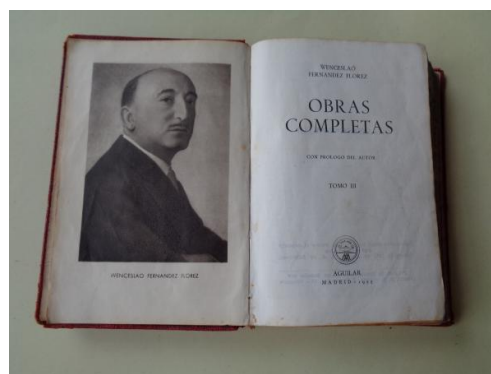 WENCESLAO FERNANDEZ FLOREZ
WENCESLAO
FERNANDEZ FLOREZ
OBRAS
COMPLETAS
CON PROLOGO DEL AUTOR
TOMO III
AGUILAR
MADRID